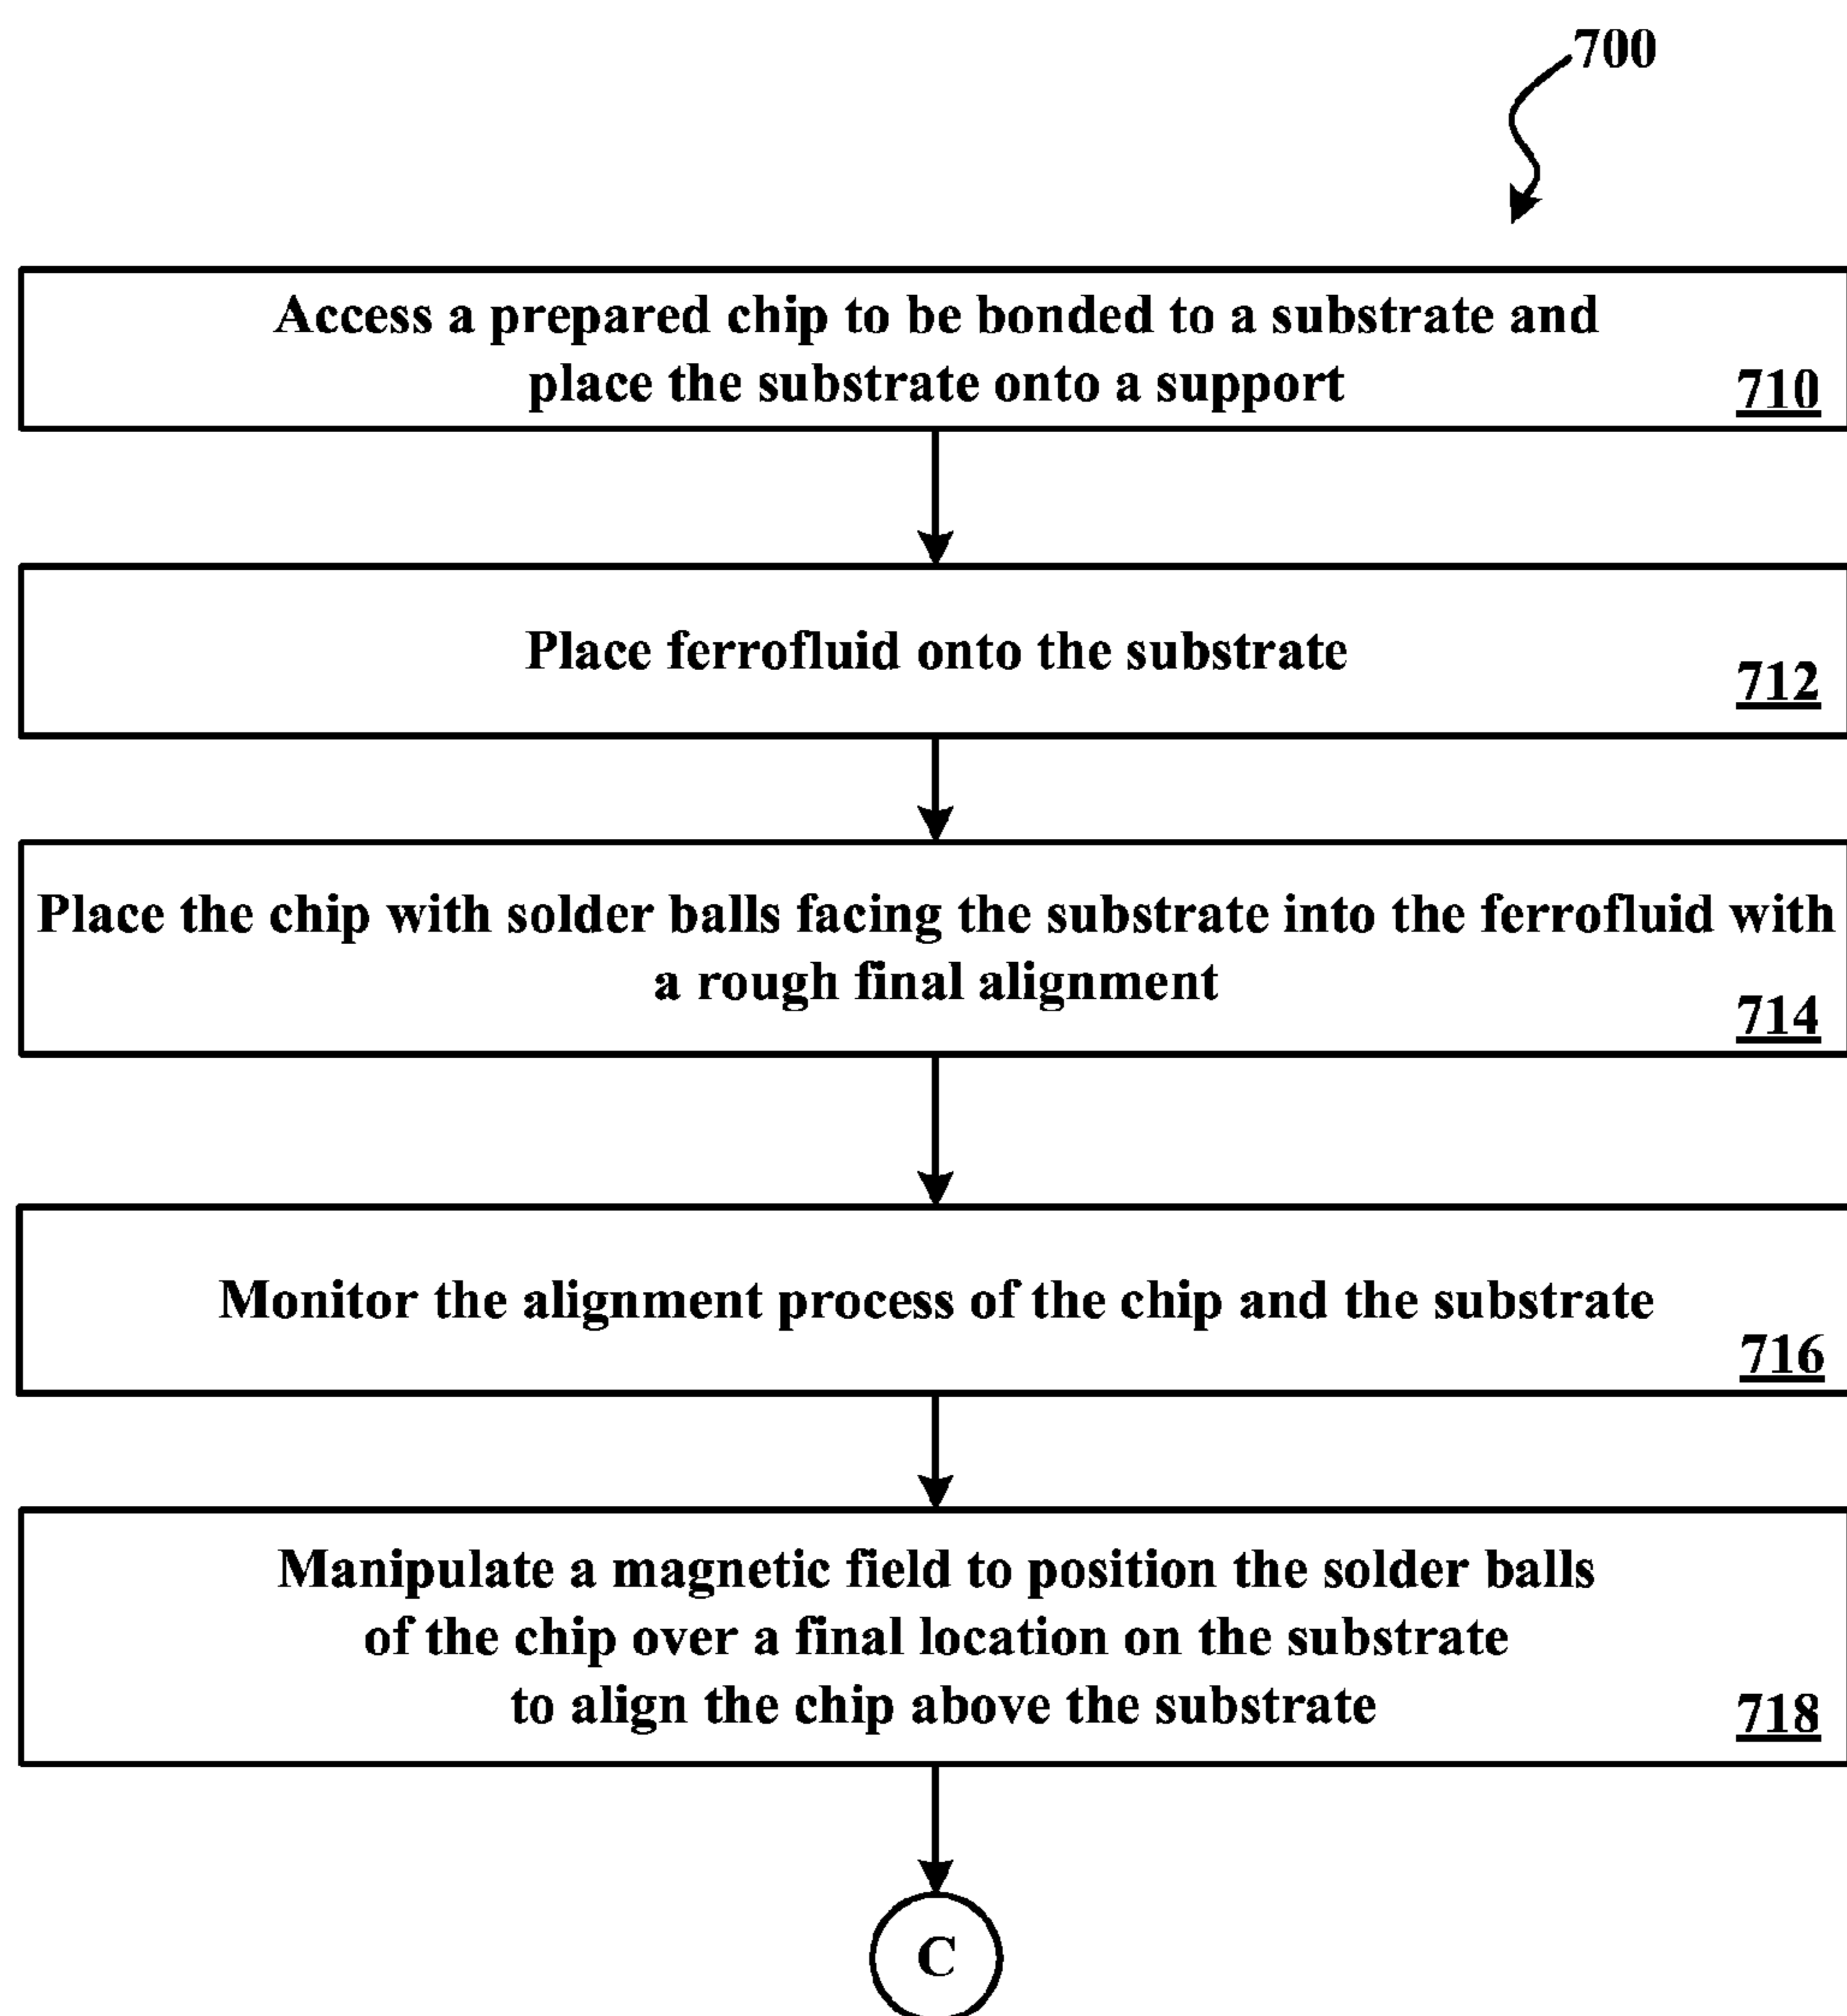 700
Access a prepared chip to be bonded to a substrate and
place the substrate onto a support
710
Place ferrofluid onto the substrate
712
Place the chip with solder balls facing the substrate into the ferrofluid with
a rough final alignment
714
Monitor the alignment process of the chip and the substrate
716
Manipulate a magnetic field to position the solder balls
of the chip over a final location on the substrate
to align the chip above the substrate
718
C